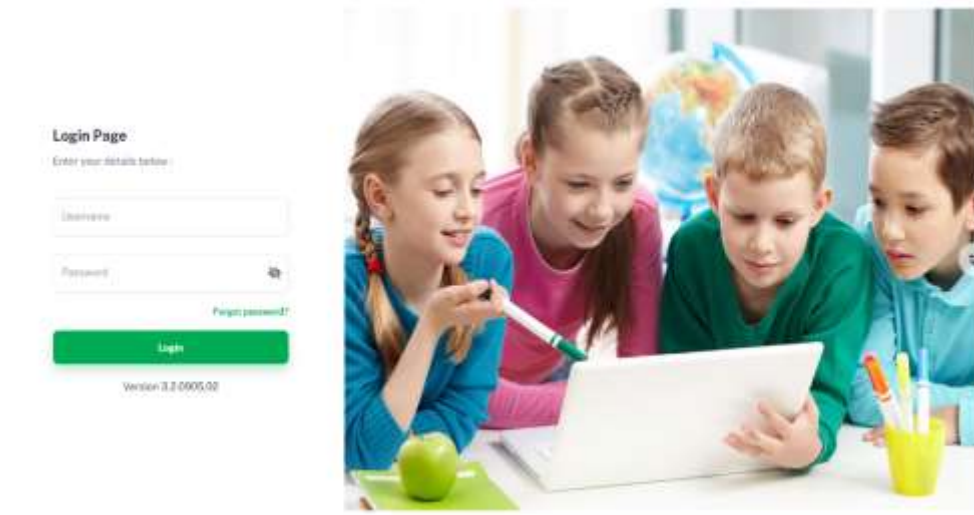 Login Page
Enter your details below :
Username
Password
Forgot password?
Login
Version 3.2.0905.02